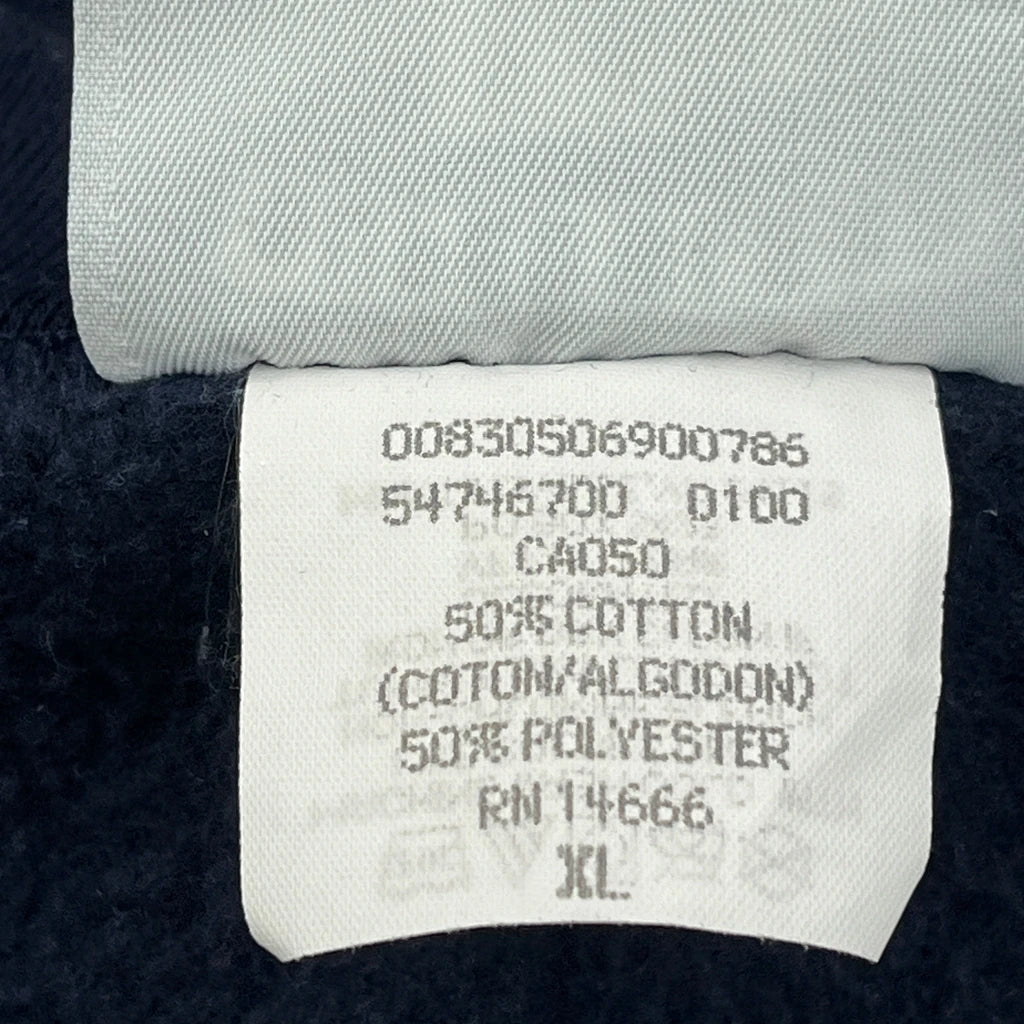 00830506900786
54746700 0100
CA050
50% COTTON
(COTON/ALGODON)
50% POLYESTER
RN 14666
XL